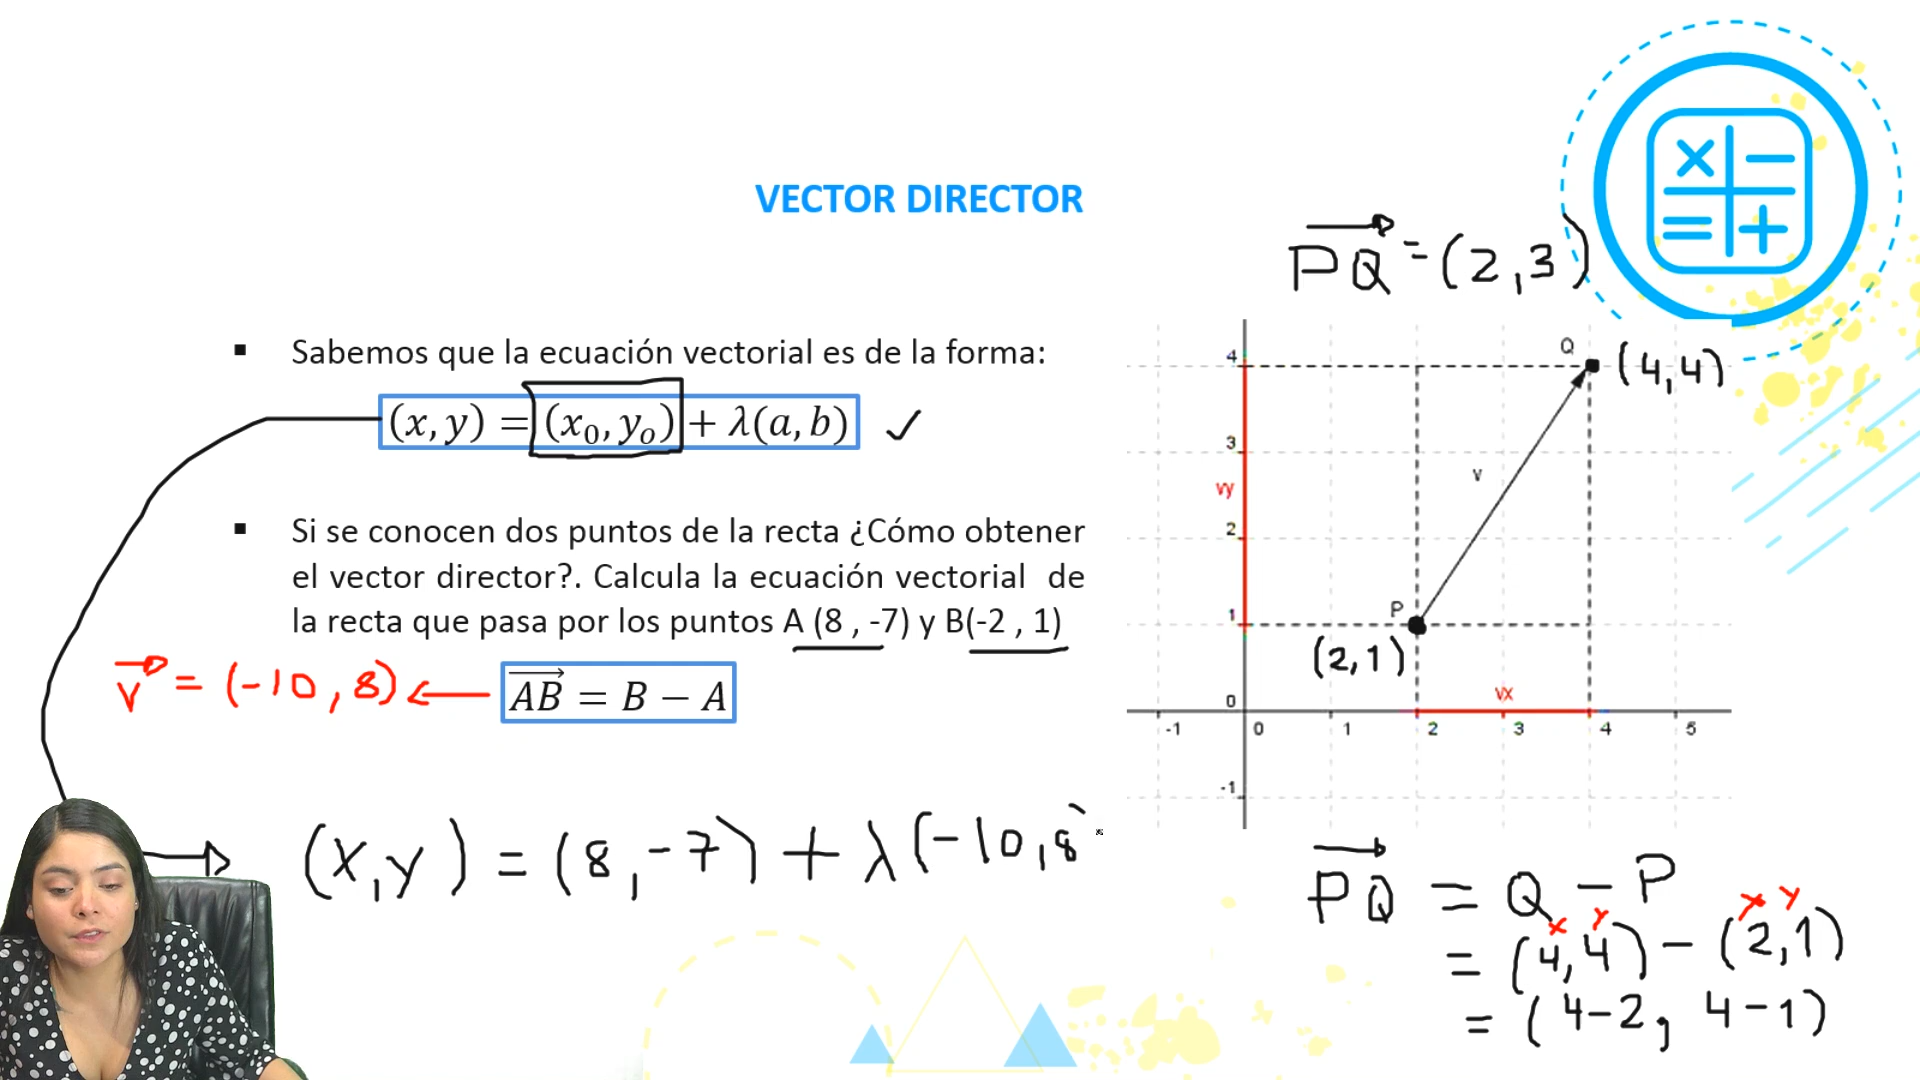 VECTOR DIRECTOR
PQ = (2,3)
▪ Sabemos que la ecuación vectorial es de la forma:
(x, y) = (x₀, yₒ) + λ(a, b) ✓
▪ Si se conocen dos puntos de la recta ¿Cómo obtener
el vector director?. Calcula la ecuación vectorial de
la recta que pasa por los puntos A (8 , -7) y B(-2 , 1)
v = (-10, 8) ← AB = B − A
(x,y) = (8,-7) + λ(-10,8)
Q (4,4)
4
3
vy
v
2
1
P
(2,1)
0
vx
-1 0 1 2 3 4 5
-1
PQ = Q - P
x y x y
= (4,4) - (2,1)
= (4-2, 4-1)